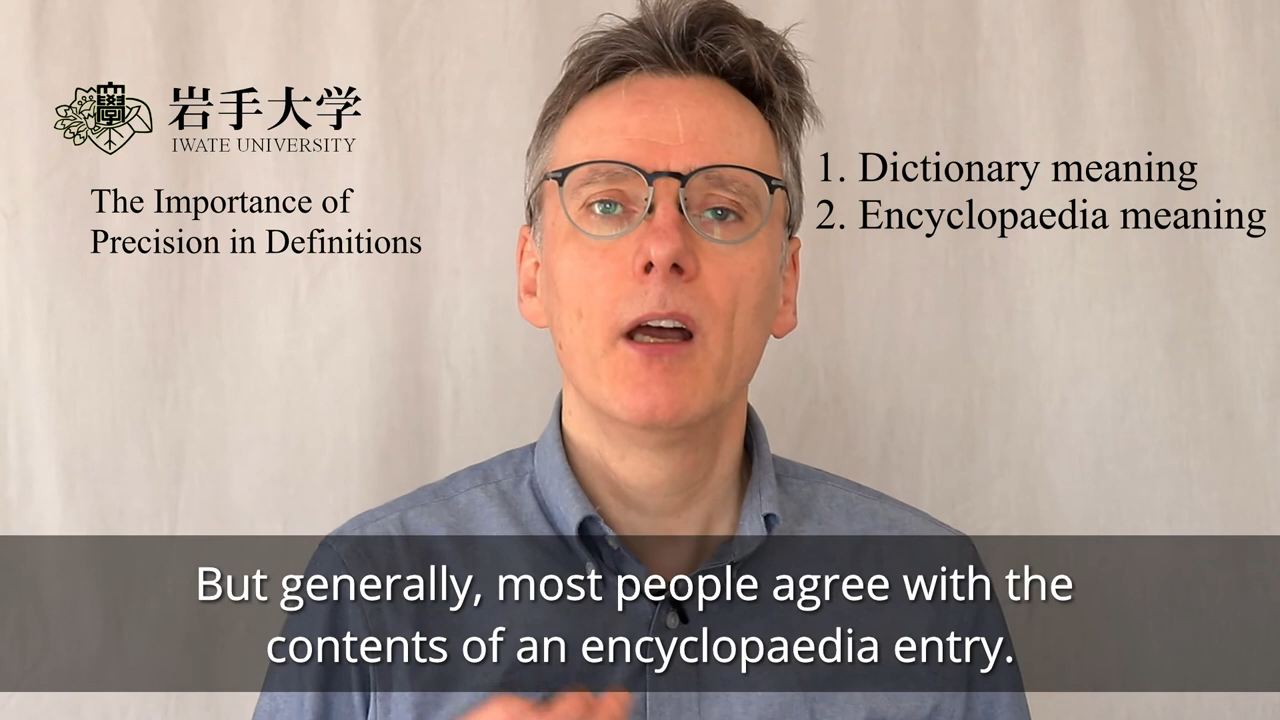 岩手大学
IWATE UNIVERSITY
The Importance of
Precision in Definitions
1. Dictionary meaning
2. Encyclopaedia meaning
But generally, most people agree with the
contents of an encyclopaedia entry.